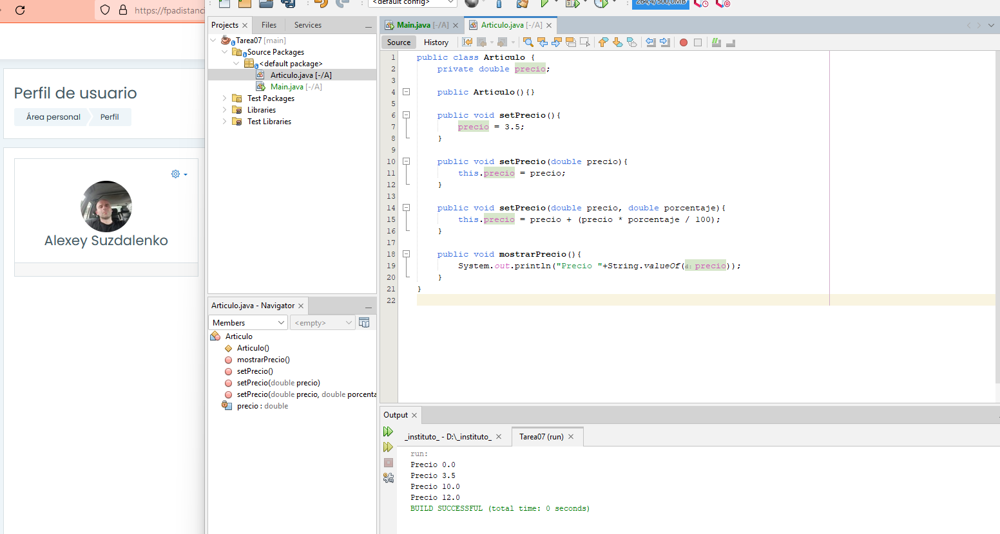 https://fpadistanci
<default config>
264,4/500,0MB
Perfil de usuario
Área personal
Perfil
Alexey Suzdalenko
Projects
Files
Services
Tarea07 [main]
Source Packages
<default package>
Articulo.java [-/A]
Main.java [-/A]
Test Packages
Libraries
Test Libraries
Articulo.java - Navigator
Members
<empty>
Articulo
Articulo()
mostrarPrecio()
setPrecio()
setPrecio(double precio)
setPrecio(double precio, double porcenta
precio : double
Main.java [-/A]
Articulo.java [-/A]
Source
History
1 public class Articulo {
2 private double precio;
3
4 public Articulo(){}
5
6 public void setPrecio(){
7 precio = 3.5;
8 }
9
10 public void setPrecio(double precio){
11 this.precio = precio;
12 }
13
14 public void setPrecio(double precio, double porcentaje){
15 this.precio = precio + (precio * porcentaje / 100);
16 }
17
18 public void mostrarPrecio(){
19 System.out.println("Precio "+String.valueOf(d: precio));
20 }
21 }
22
Output
_instituto_ - D:\_instituto_
Tarea07 (run)
run:
Precio 0.0
Precio 3.5
Precio 10.0
Precio 12.0
BUILD SUCCESSFUL (total time: 0 seconds)